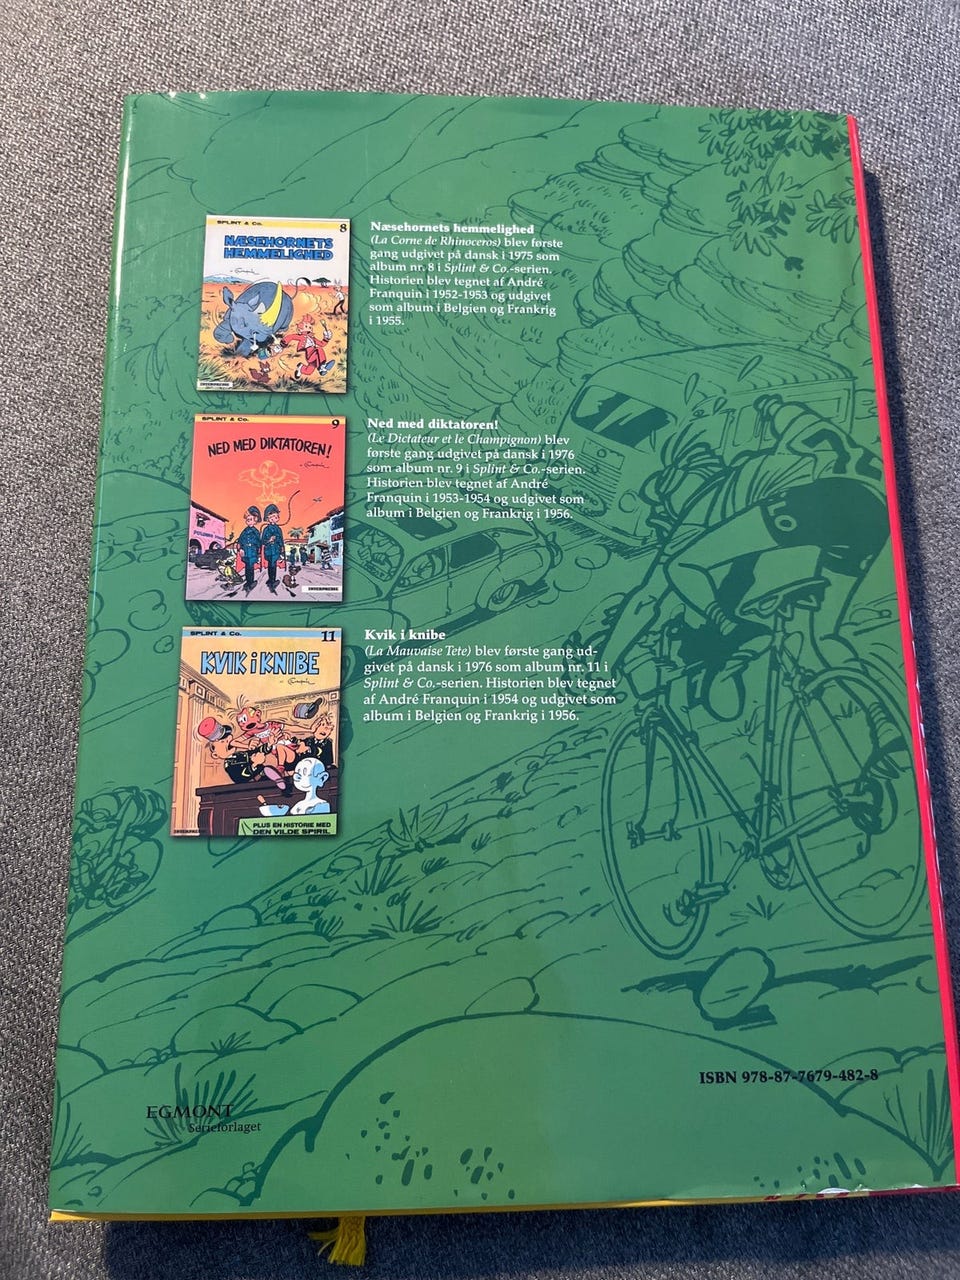 SPLINT & Co.
8
NÆSEHORNETS
HEMMELIGHED
INTERPRESSE
Næsehornets hemmelighed
(La Corne de Rhinoceros) blev første
gang udgivet på dansk i 1975 som
album nr. 8 i Splint & Co.-serien.
Historien blev tegnet af André
Franquin i 1952-1953 og udgivet
som album i Belgien og Frankrig
i 1955.
SPLINT & Co.
9
NED MED DIKTATOREN!
INTERPRESSE
Ned med diktatoren!
(Le Dictateur et le Champignon) blev
første gang udgivet på dansk i 1976
som album nr. 9 i Splint & Co.-serien.
Historien blev tegnet af André
Franquin i 1953-1954 og udgivet som
album i Belgien og Frankrig i 1956.
SPLINT & Co.
11
KVIK i KNIBE
PLUS EN HISTORIE MED
DEN VILDE SPIRIL
INTERPRESSE
Kvik i knibe
(La Mauvaise Tete) blev første gang ud-
givet på dansk i 1976 som album nr. 11 i
Splint & Co.-serien. Historien blev tegnet
af André Franquin i 1954 og udgivet som
album i Belgien og Frankrig i 1956.
ISBN 978-87-7679-482-8
EGMONT
Serieforlaget